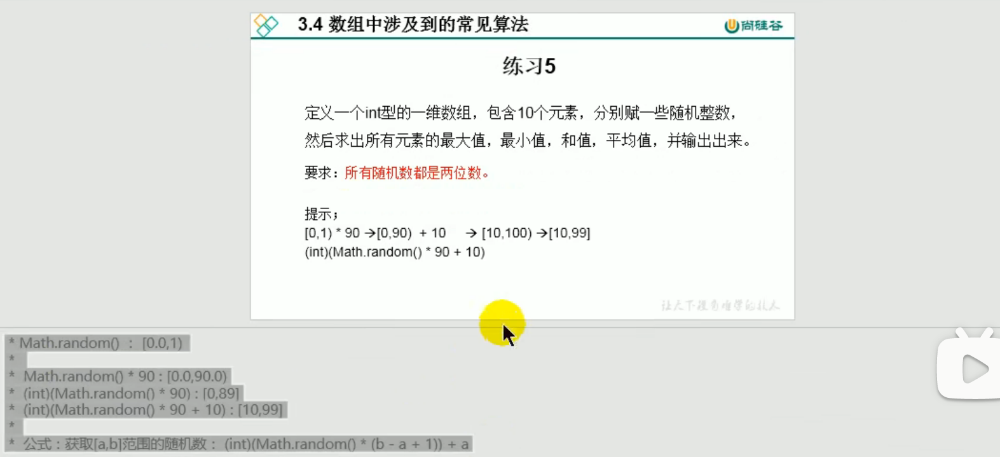 3.4 数组中涉及到的常见算法
尚硅谷
练习5
定义一个int型的一维数组，包含10个元素，分别赋一些随机整数，
然后求出所有元素的最大值，最小值，和值，平均值，并输出出来。
要求：所有随机数都是两位数。
提示；
[0,1) * 90 →[0,90) + 10 → [10,100) →[10,99]
(int)(Math.random() * 90 + 10)
让天下没有难学的技术
* Math.random() : [0.0,1)
*
* Math.random() * 90 : [0.0,90.0)
* (int)(Math.random() * 90) : [0,89]
* (int)(Math.random() * 90 + 10) : [10,99]
*
* 公式：获取[a,b]范围的随机数： (int)(Math.random() * (b - a + 1)) + a